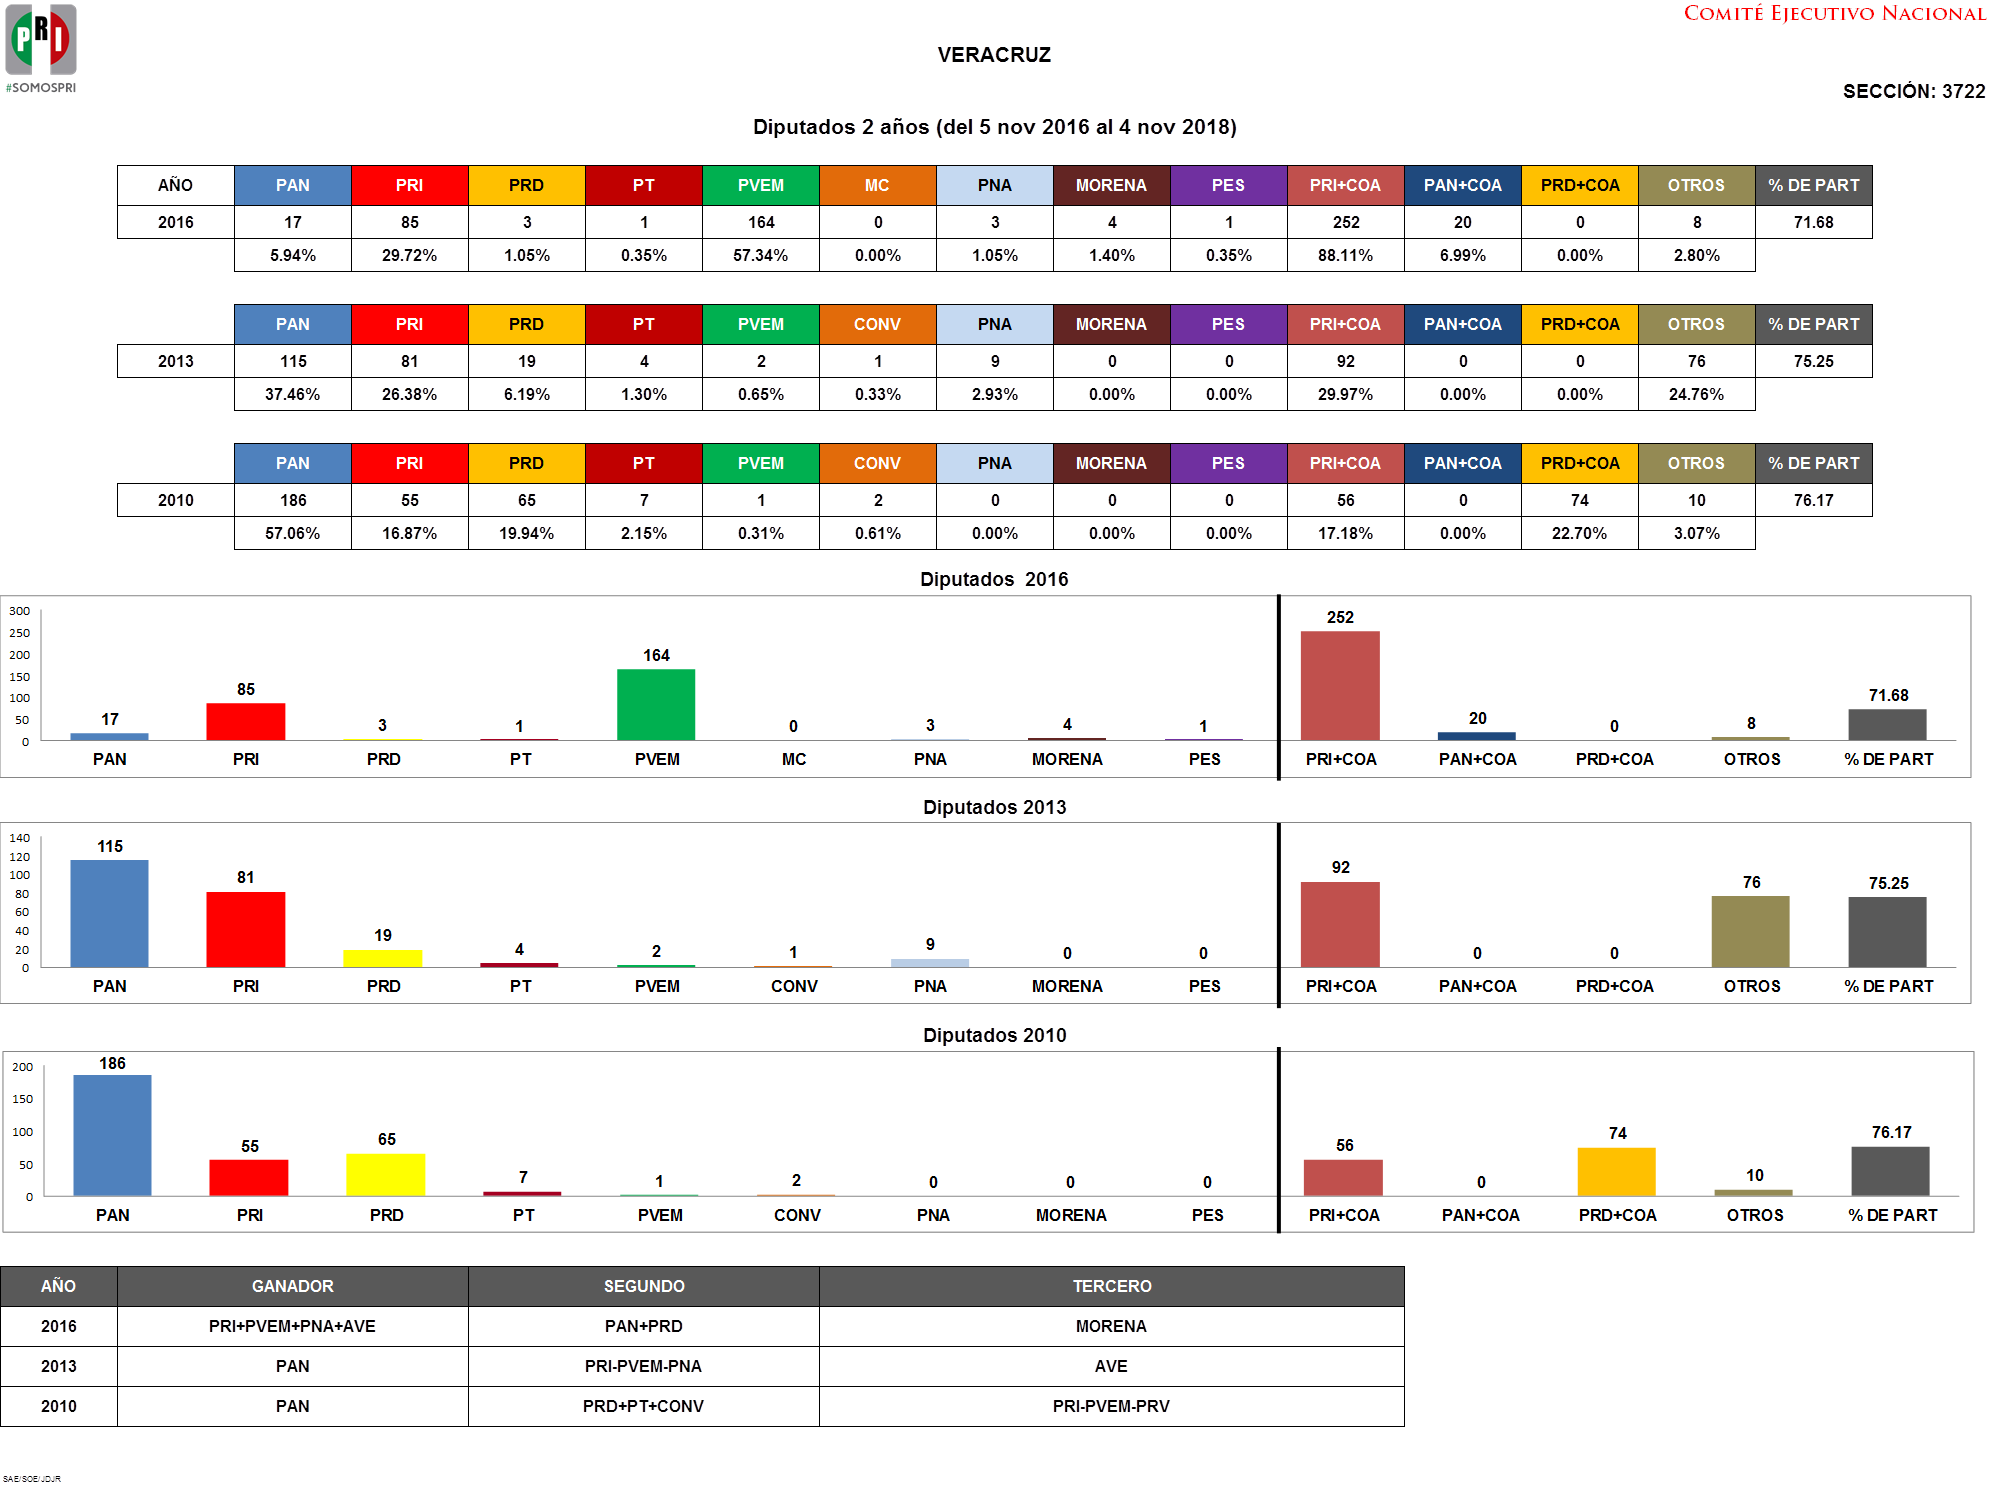 PRI
#SOMOSPRI
COMITÉ EJECUTIVO NACIONAL
VERACRUZ
SECCIÓN: 3722
Diputados 2 años (del 5 nov 2016 al 4 nov 2018)
AÑO PAN PRI PRD PT PVEM MC PNA MORENA PES PRI+COA PAN+COA PRD+COA OTROS % DE PART
2016 17 85 3 1 164 0 3 4 1 252 20 0 8 71.68
5.94% 29.72% 1.05% 0.35% 57.34% 0.00% 1.05% 1.40% 0.35% 88.11% 6.99% 0.00% 2.80%
PAN PRI PRD PT PVEM CONV PNA MORENA PES PRI+COA PAN+COA PRD+COA OTROS % DE PART
2013 115 81 19 4 2 1 9 0 0 92 0 0 76 75.25
37.46% 26.38% 6.19% 1.30% 0.65% 0.33% 2.93% 0.00% 0.00% 29.97% 0.00% 0.00% 24.76%
PAN PRI PRD PT PVEM CONV PNA MORENA PES PRI+COA PAN+COA PRD+COA OTROS % DE PART
2010 186 55 65 7 1 2 0 0 0 56 0 74 10 76.17
57.06% 16.87% 19.94% 2.15% 0.31% 0.61% 0.00% 0.00% 0.00% 17.18% 0.00% 22.70% 3.07%
Diputados 2016
300
250
200
150
100
50
0
17 85 3 1 164 0 3 4 1 252 20 0 8 71.68
PAN PRI PRD PT PVEM MC PNA MORENA PES PRI+COA PAN+COA PRD+COA OTROS % DE PART
Diputados 2013
140
120
100
80
60
40
20
0
115 81 19 4 2 1 9 0 0 92 0 0 76 75.25
PAN PRI PRD PT PVEM CONV PNA MORENA PES PRI+COA PAN+COA PRD+COA OTROS % DE PART
Diputados 2010
200
150
100
50
0
186 55 65 7 1 2 0 0 0 56 0 74 10 76.17
PAN PRI PRD PT PVEM CONV PNA MORENA PES PRI+COA PAN+COA PRD+COA OTROS % DE PART
AÑO GANADOR SEGUNDO TERCERO
2016 PRI+PVEM+PNA+AVE PAN+PRD MORENA
2013 PAN PRI-PVEM-PNA AVE
2010 PAN PRD+PT+CONV PRI-PVEM-PRV
SAE/SOE/JDJR